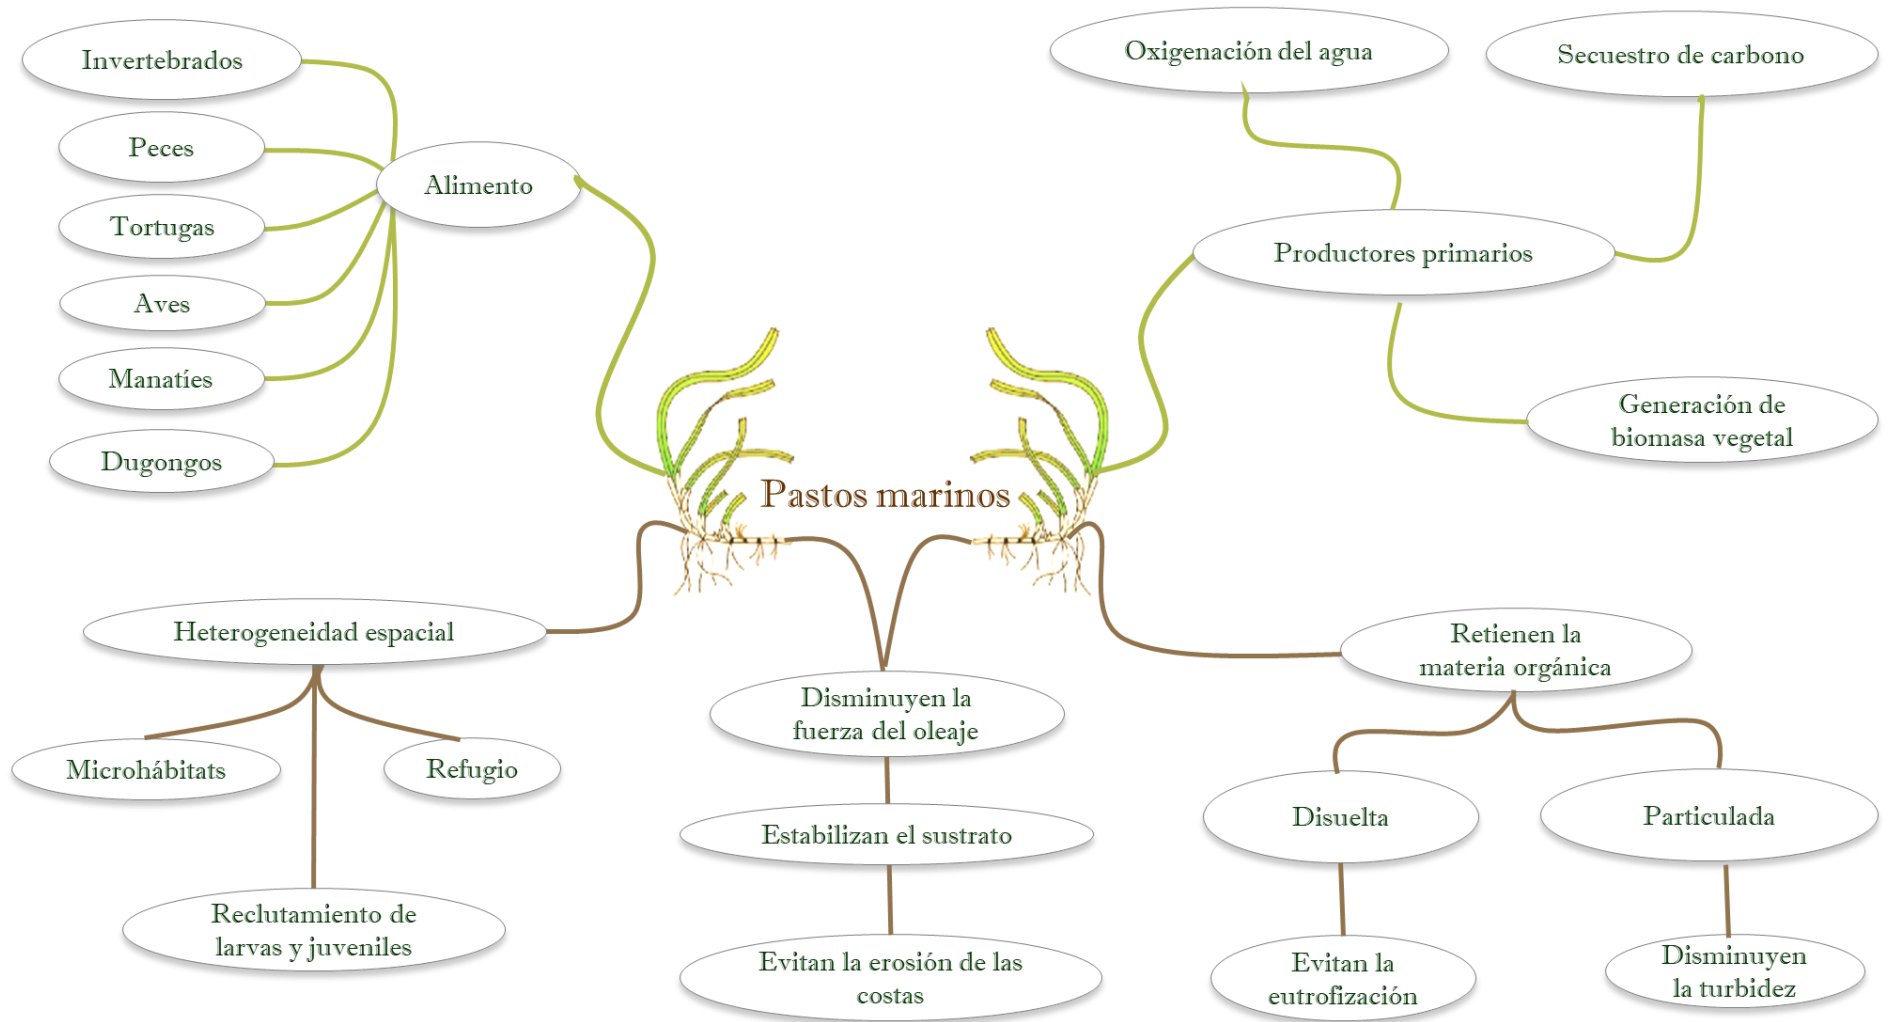 Invertebrados
Peces
Tortugas
Aves
Manatíes
Dugongos
Alimento
Oxigenación del agua
Secuestro de carbono
Productores primarios
Generación de
biomasa vegetal
Pastos marinos
Heterogeneidad espacial
Microhábitats
Refugio
Reclutamiento de
larvas y juveniles
Disminuyen la
fuerza del oleaje
Estabilizan el sustrato
Evitan la erosión de las
costas
Retienen la
materia orgánica
Disuelta
Particulada
Evitan la
eutrofización
Disminuyen
la turbidez